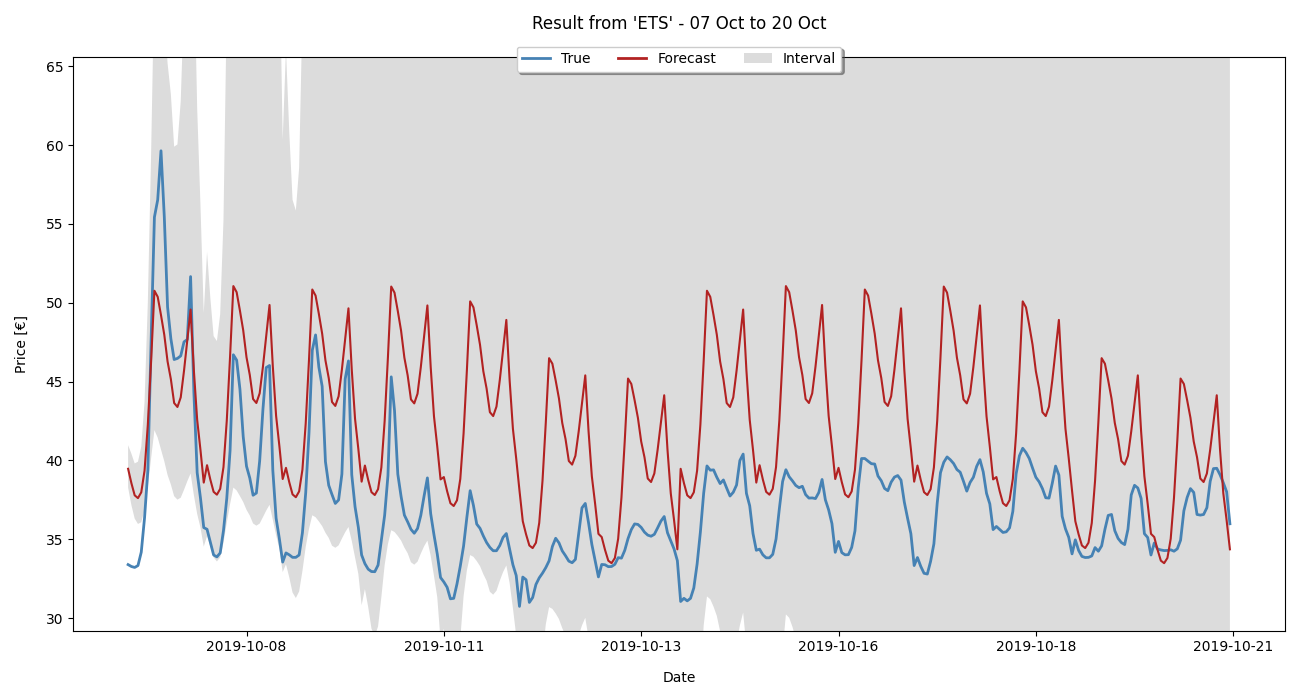 Result from 'ETS' - 07 Oct to 20 Oct
True Forecast Interval
65
60
55
50
45
40
35
30
Price [€]
2019-10-08 2019-10-11 2019-10-13 2019-10-16 2019-10-18 2019-10-21
Date